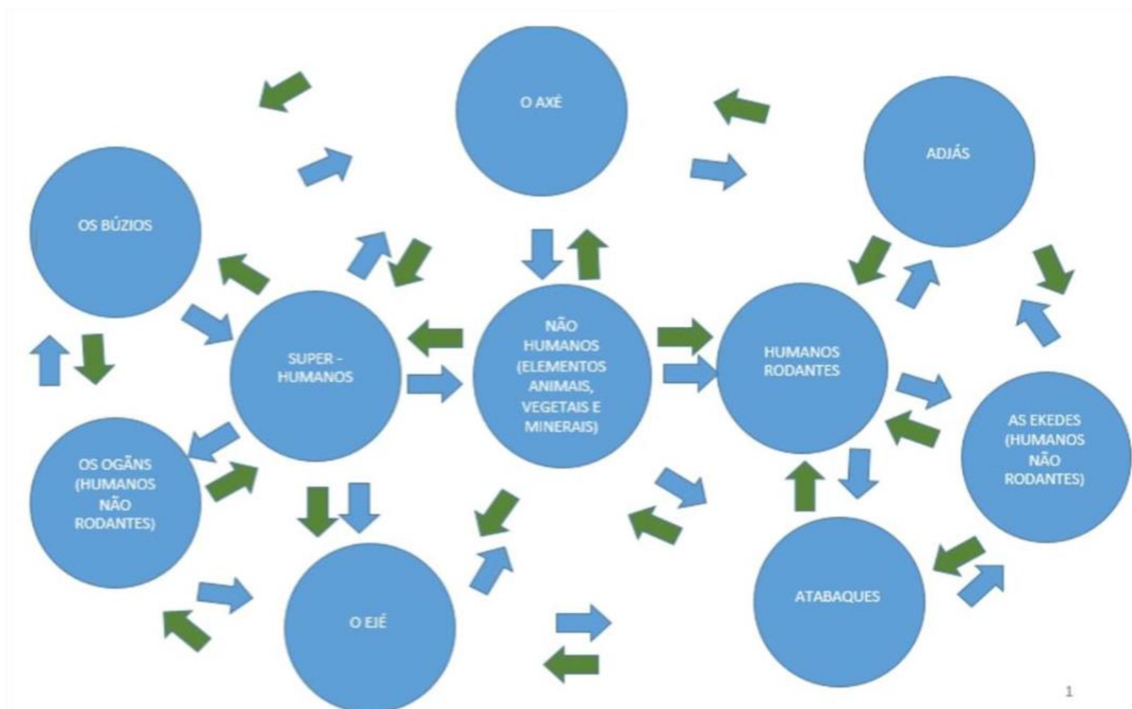 O AXÉ
ADJÁS
OS BÚZIOS
SUPER -
HUMANOS
NÃO
HUMANOS
(ELEMENTOS
ANIMAIS,
VEGETAIS E
MINERAIS)
HUMANOS
RODANTES
AS EKEDES
(HUMANOS
NÃO
RODANTES)
OS OGÃNS
(HUMANOS
NÃO
RODANTES)
O EJÉ
ATABAQUES
1